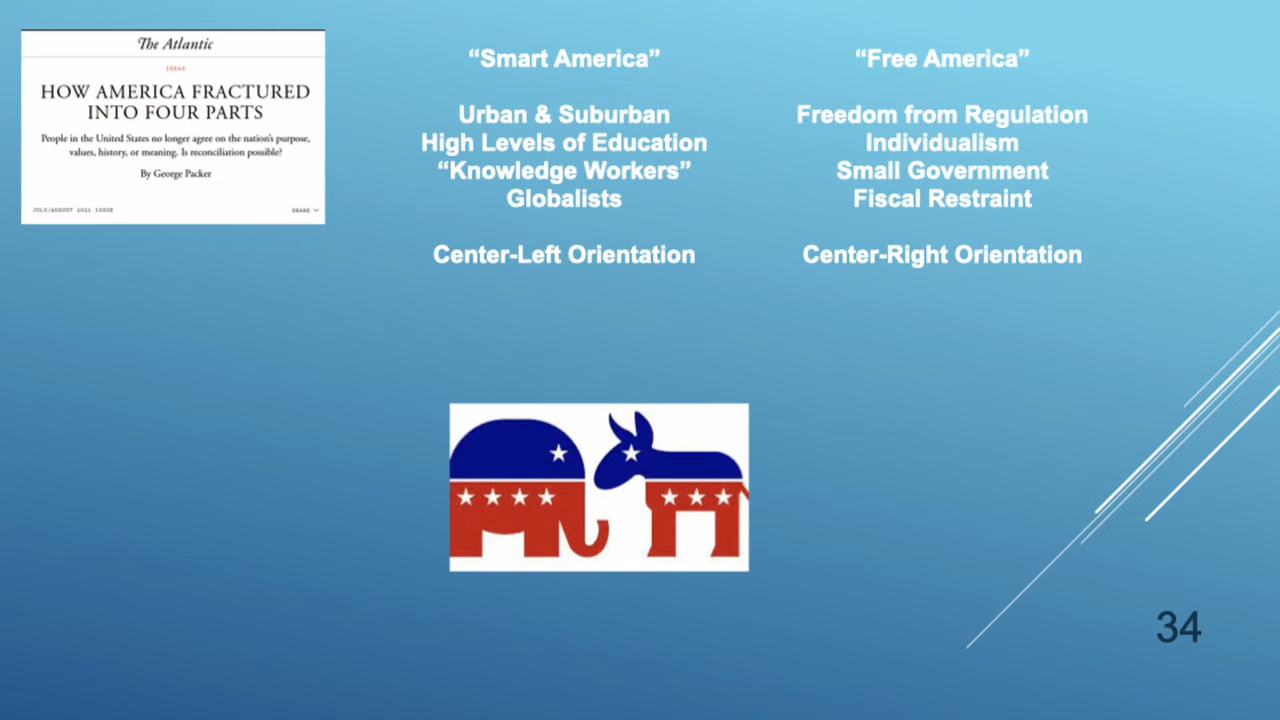 The Atlantic
IDEAS
HOW AMERICA FRACTURED
INTO FOUR PARTS
People in the United States no longer agree on the nation's purpose,
values, history, or meaning. Is reconciliation possible?
By George Packer
JULY/AUGUST 2021 ISSUE
SHARE
“Smart America”
Urban & Suburban
High Levels of Education
“Knowledge Workers”
Globalists
Center-Left Orientation
“Free America”
Freedom from Regulation
Individualism
Small Government
Fiscal Restraint
Center-Right Orientation
34